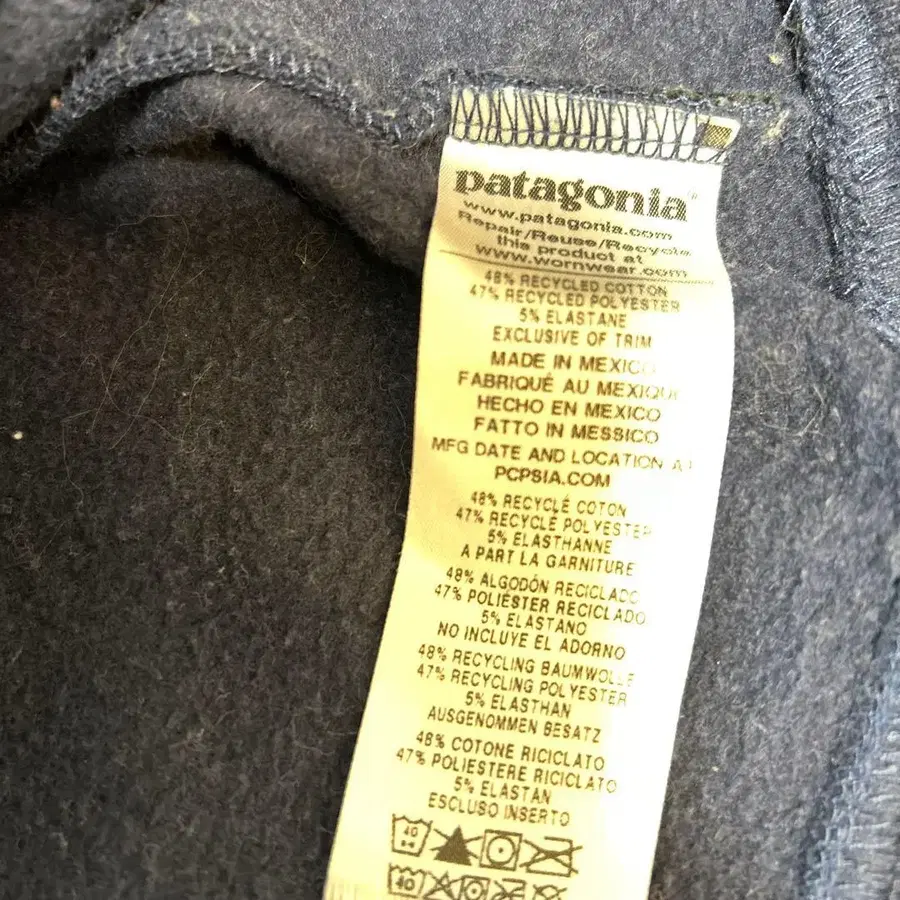 patagonia®
www.patagonia.com
Repair/Reuse/Recycle
this product at
www.wornwear.com
48% RECYCLED COTTON
47% RECYCLED POLYESTER
5% ELASTANE
EXCLUSIVE OF TRIM
MADE IN MEXICO
FABRIQUÉ AU MEXIQUE
HECHO EN MEXICO
FATTO IN MESSICO
MFG DATE AND LOCATION AT
PCPSIA.COM
48% RECYCLÉ COTON
47% RECYCLÉ POLYESTER
5% ELASTHANNE
A PART LA GARNITURE
48% ALGODÓN RECICLADO
47% POLIÉSTER RECICLADO
5% ELASTANO
NO INCLUYE EL ADORNO
48% RECYCLING BAUMWOLLE
47% RECYCLING POLYESTER
5% ELASTHAN
AUSGENOMMEN BESATZ
48% COTONE RICICLATO
47% POLIESTERE RICICLATO
5% ELASTAN
ESCLUSO INSERTO
40
40